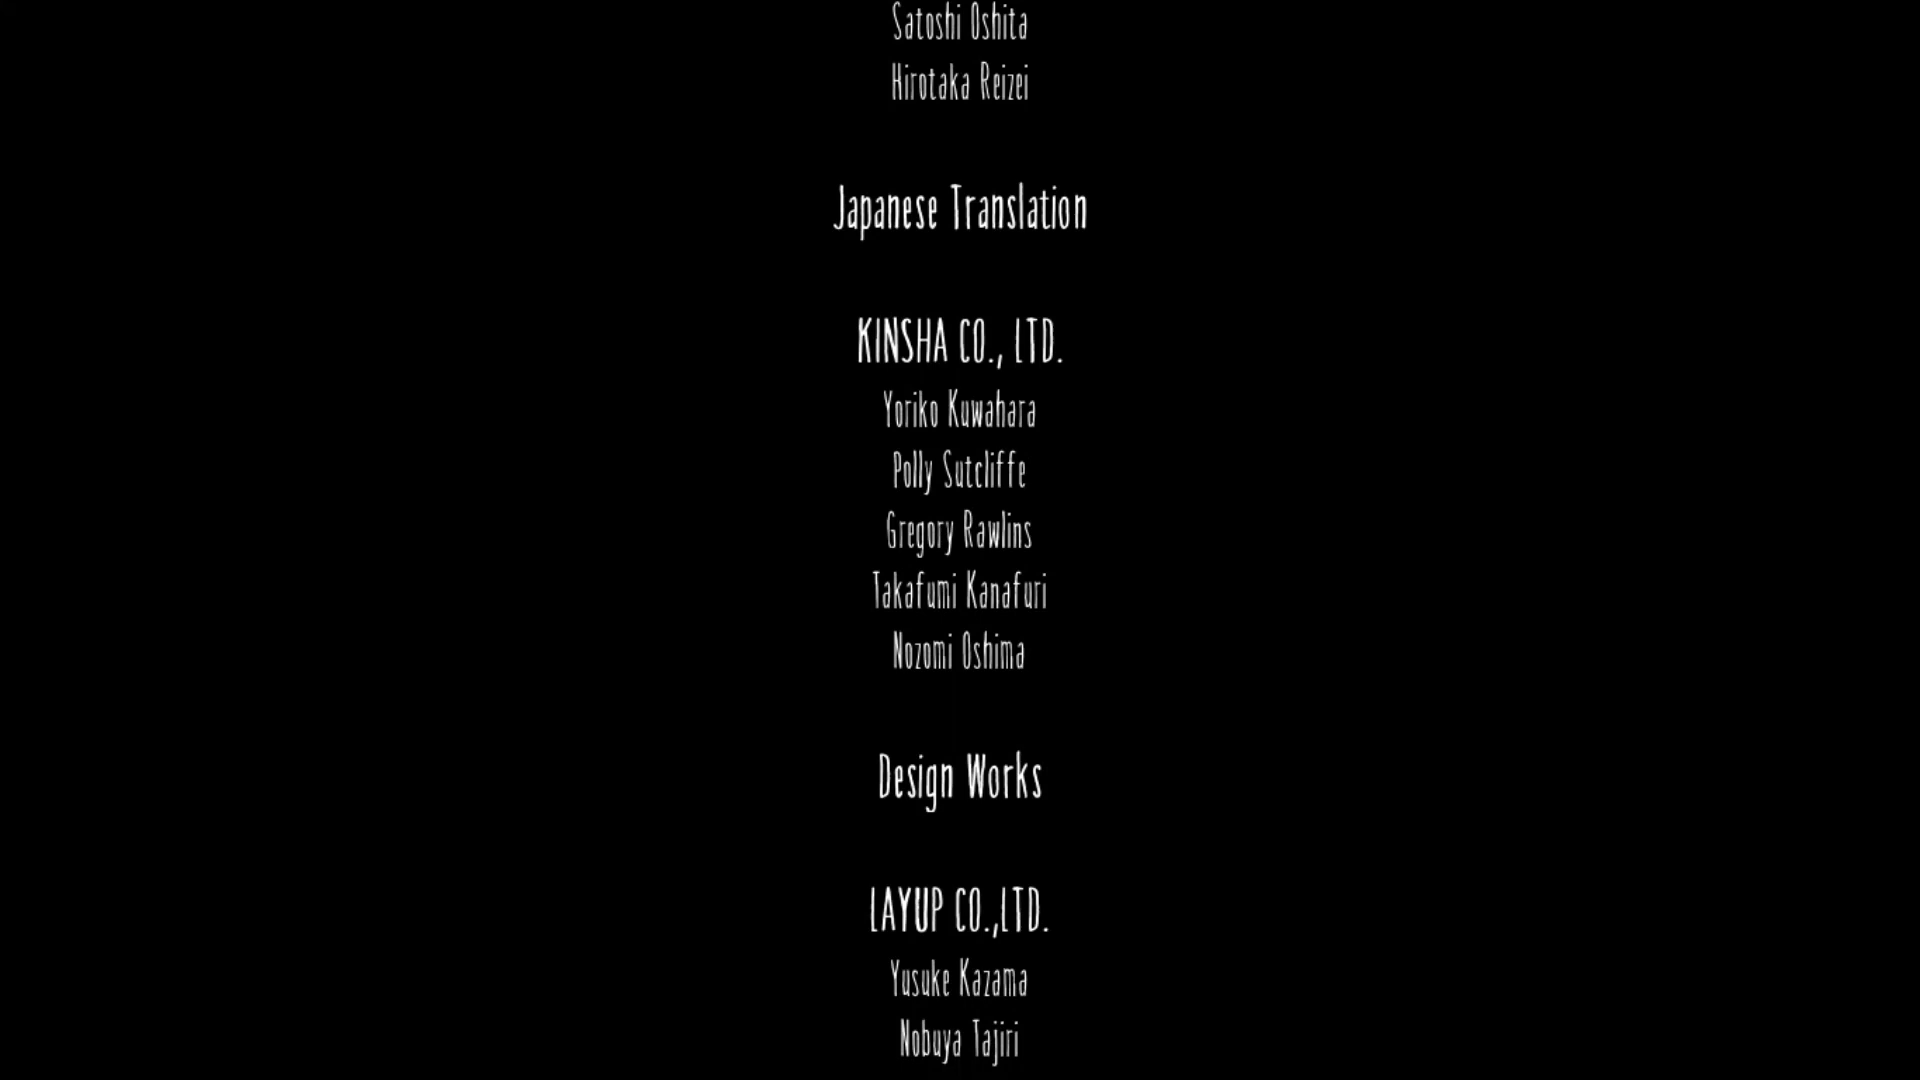 Satoshi Oshita
Hirotaka Reizei
Japanese Translation
KINSHA CO., LTD.
Yoriko Kuwahara
Polly Sutcliffe
Gregory Rawlins
Takafumi Kanafuri
Nozomi Oshima
Design Works
LAYUP CO.,LTD.
Yusuke Kazama
Nobuya Tajiri